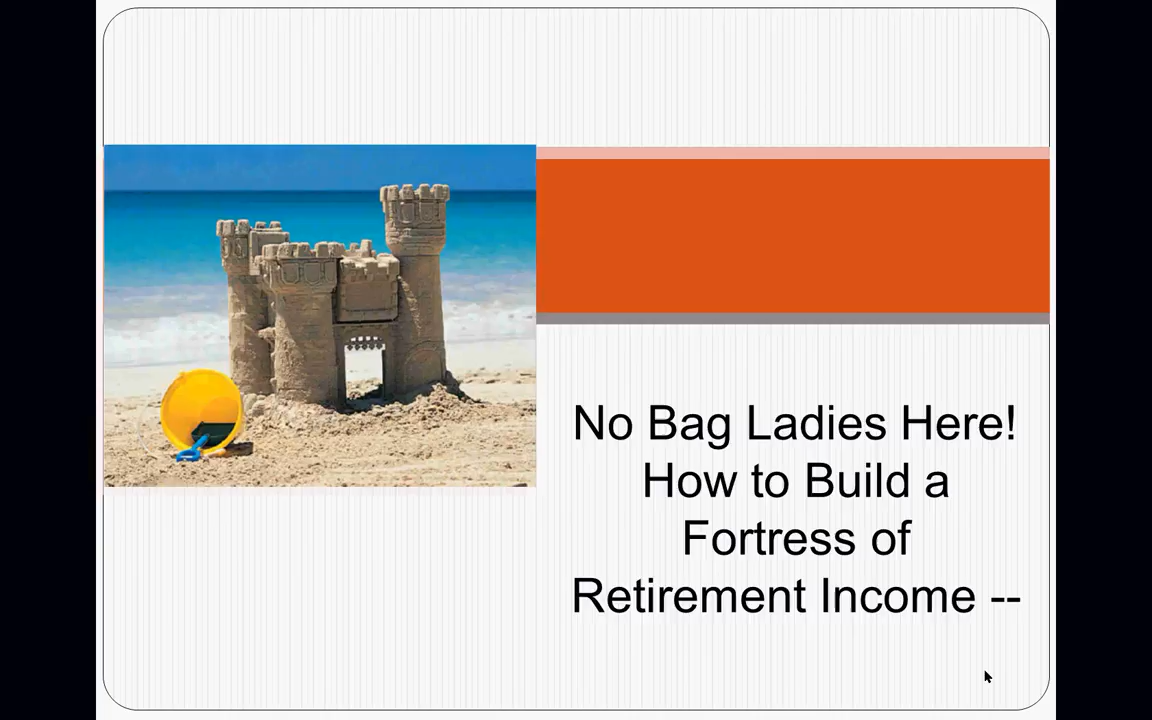 No Bag Ladies Here!
How to Build a
Fortress of
Retirement Income --